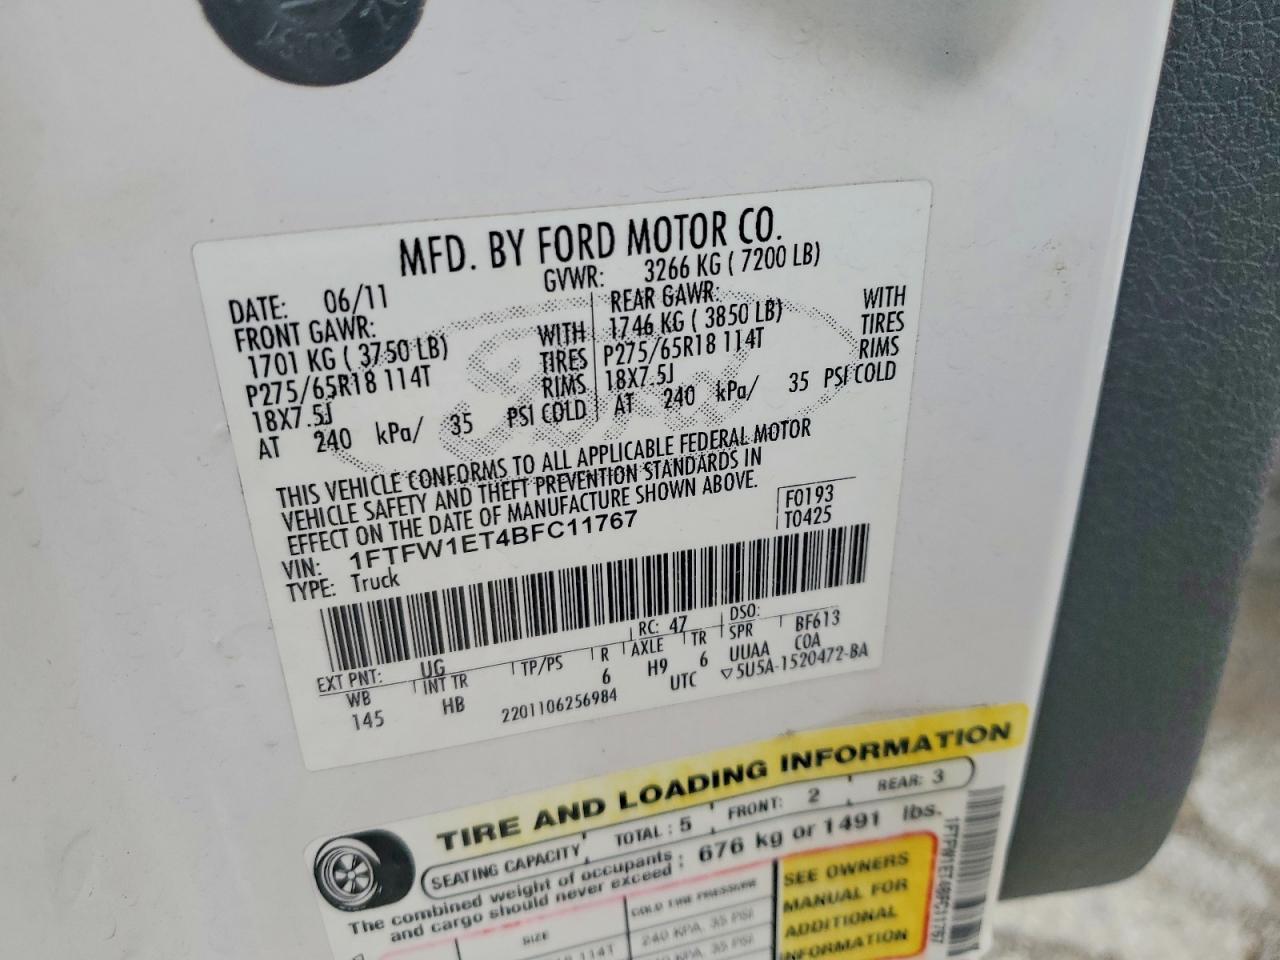 MFD. BY FORD MOTOR CO.
DATE: 06/11 GVWR: 3266 KG ( 7200 LB)
FRONT GAWR: REAR GAWR:
1701 KG ( 3750 LB) WITH 1746 KG ( 3850 LB) WITH
P275/65R18 114T TIRES P275/65R18 114T TIRES
18X7.5J RIMS 18X7.5J RIMS
AT 240 kPa/ 35 PSI COLD AT 240 kPa/ 35 PSI COLD
THIS VEHICLE CONFORMS TO ALL APPLICABLE FEDERAL MOTOR
VEHICLE SAFETY AND THEFT PREVENTION STANDARDS IN
EFFECT ON THE DATE OF MANUFACTURE SHOWN ABOVE.
VIN: 1FTFW1ET4BFC11767 F0193
TYPE: Truck T0425
EXT PNT: UG RC: 47 DSO: BF613
WB INT TR TP/PS R AXLE TR SPR COA
145 HB 6 H9 6 UUAA
2201106256984 UTC ▽5U5A-1520472-BA
TIRE AND LOADING INFORMATION
SEATING CAPACITY TOTAL : 5 FRONT: 2 REAR: 3
The combined weight of occupants
and cargo should never exceed : 676 kg or 1491 lbs.
SIZE COLD TIRE PRESSURE
114T 240 KPA, 35 PSI
35 PSI
SEE OWNERS
MANUAL FOR
ADDITIONAL
INFORMATION
1FTFW1ET4BFC11767